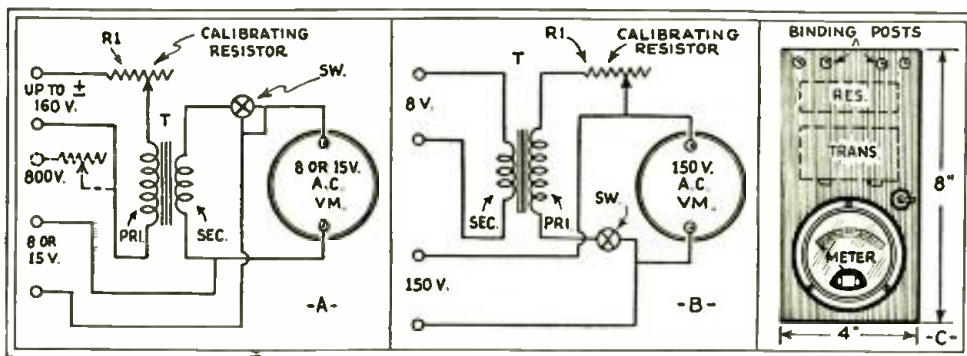 R1
CALIBRATING
RESISTOR
SW.
UP TO ±
160 V.
T
800V.
8 OR 15V.
A.C.
VM.
PRI.
SEC.
8 OR
15 V.
-A-
R1
CALIBRATING
RESISTOR
T
8 V.
150 V.
A.C.
VM.
SW.
SEC.
PRI.
150 V.
-B-
BINDING POSTS
RES.
TRANS.
8"
METER
4"
-C-